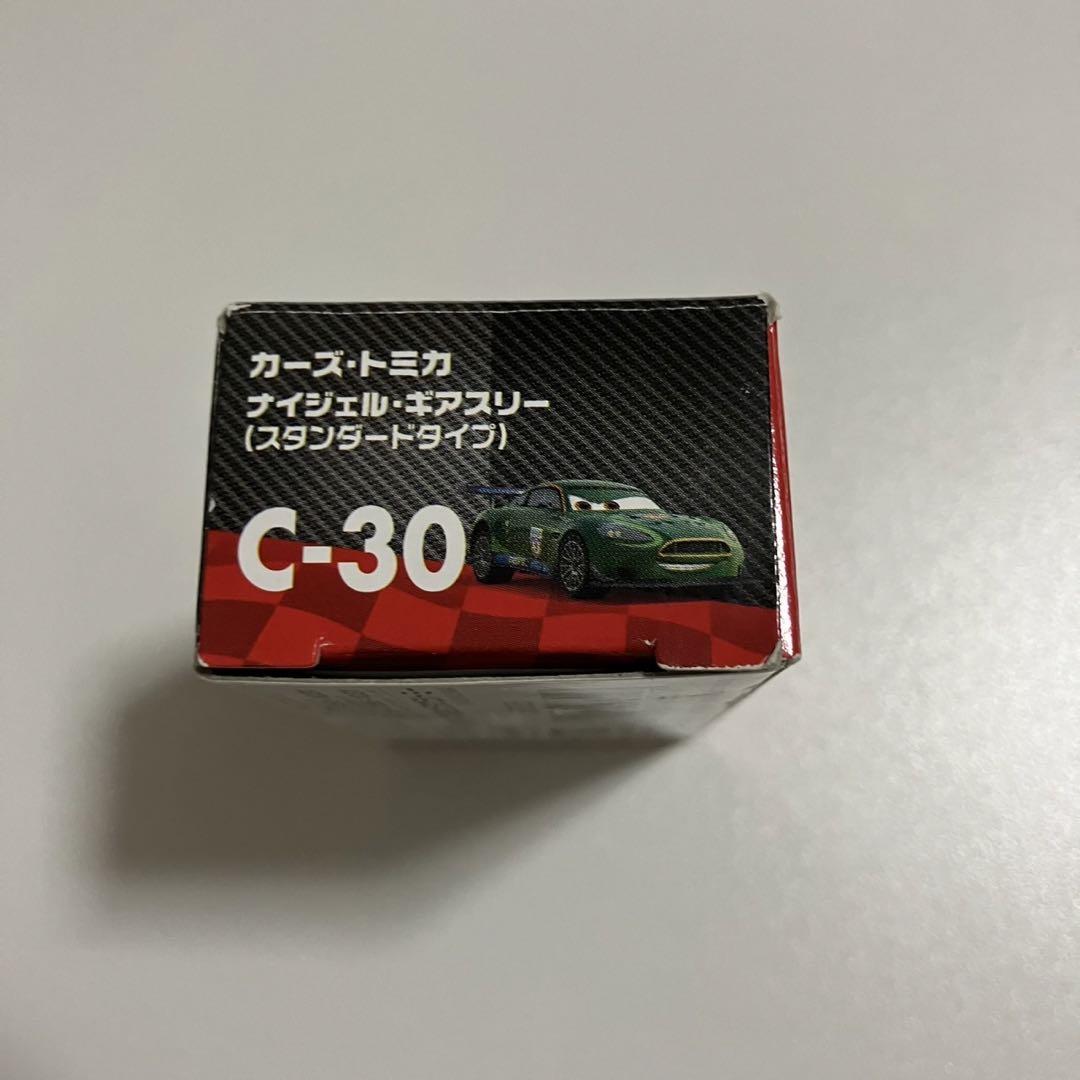 カーズ・トミカ
ナイジェル・ギアスリー
(スタンダードタイプ)
C-30